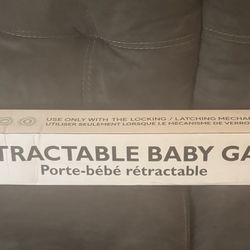 USE ONLY WITH THE LOCKING / LATCHING MECHA
UTILISER SEULEMENT LORSQUE LE MÉCANISME DE VERRO
TRACTABLE BABY GA
Porte-bébé rétractable